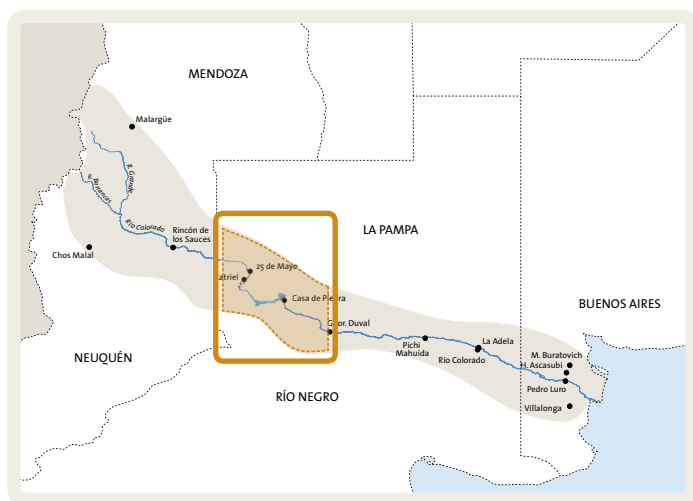 MENDOZA
Malargüe
R. Grande
R. Barrancas
Río Colorado
Rincón de
los Sauces
LA PAMPA
Chos Malal
25 de Mayo
atriel
Casa de Piedra
Gdor. Duval
BUENOS AIRES
NEUQUÉN
Pichi
Mahuida
La Adela
Río Colorado
M. Buratovich
H. Ascasubi
Pedro Luro
Villalonga
RÍO NEGRO